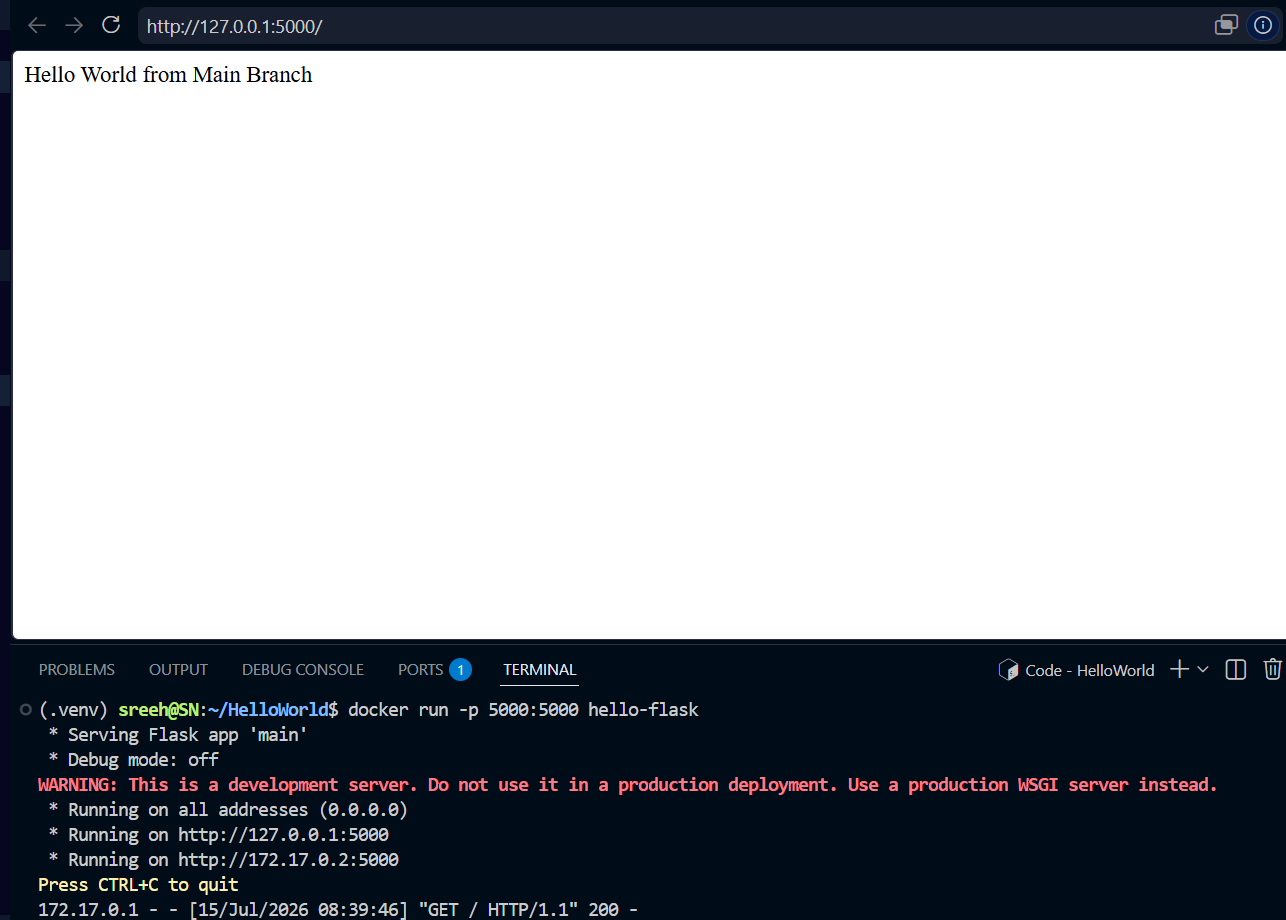 http://127.0.0.1:5000/
Hello World from Main Branch
PROBLEMS OUTPUT DEBUG CONSOLE PORTS 1 TERMINAL Code - HelloWorld
(.venv) sreeh@SN:~/HelloWorld$ docker run -p 5000:5000 hello-flask
* Serving Flask app 'main'
* Debug mode: off
WARNING: This is a development server. Do not use it in a production deployment. Use a production WSGI server instead.
* Running on all addresses (0.0.0.0)
* Running on http://127.0.0.1:5000
* Running on http://172.17.0.2:5000
Press CTRL+C to quit
172.17.0.1 - - [15/Jul/2026 08:39:46] "GET / HTTP/1.1" 200 -